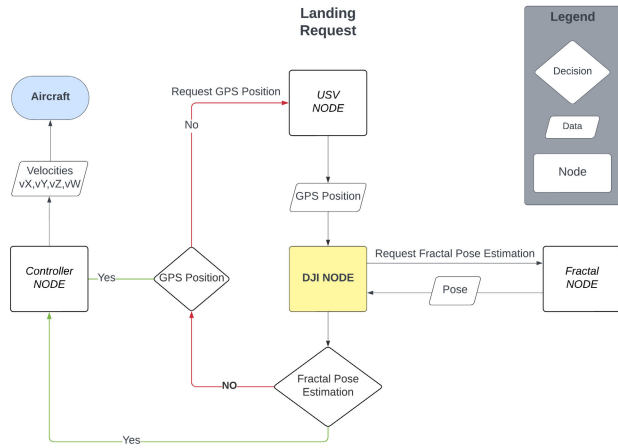 Landing
Request
Legend
Decision
Data
Node
Aircraft
Request GPS Position
USV
NODE
No
Velocities
vX,vY,vZ,vW
GPS Position
Controller
NODE
Yes
GPS Position
DJI NODE
Request Fractal Pose Estimation
Pose
Fractal
NODE
NO
Fractal Pose
Estimation
Yes